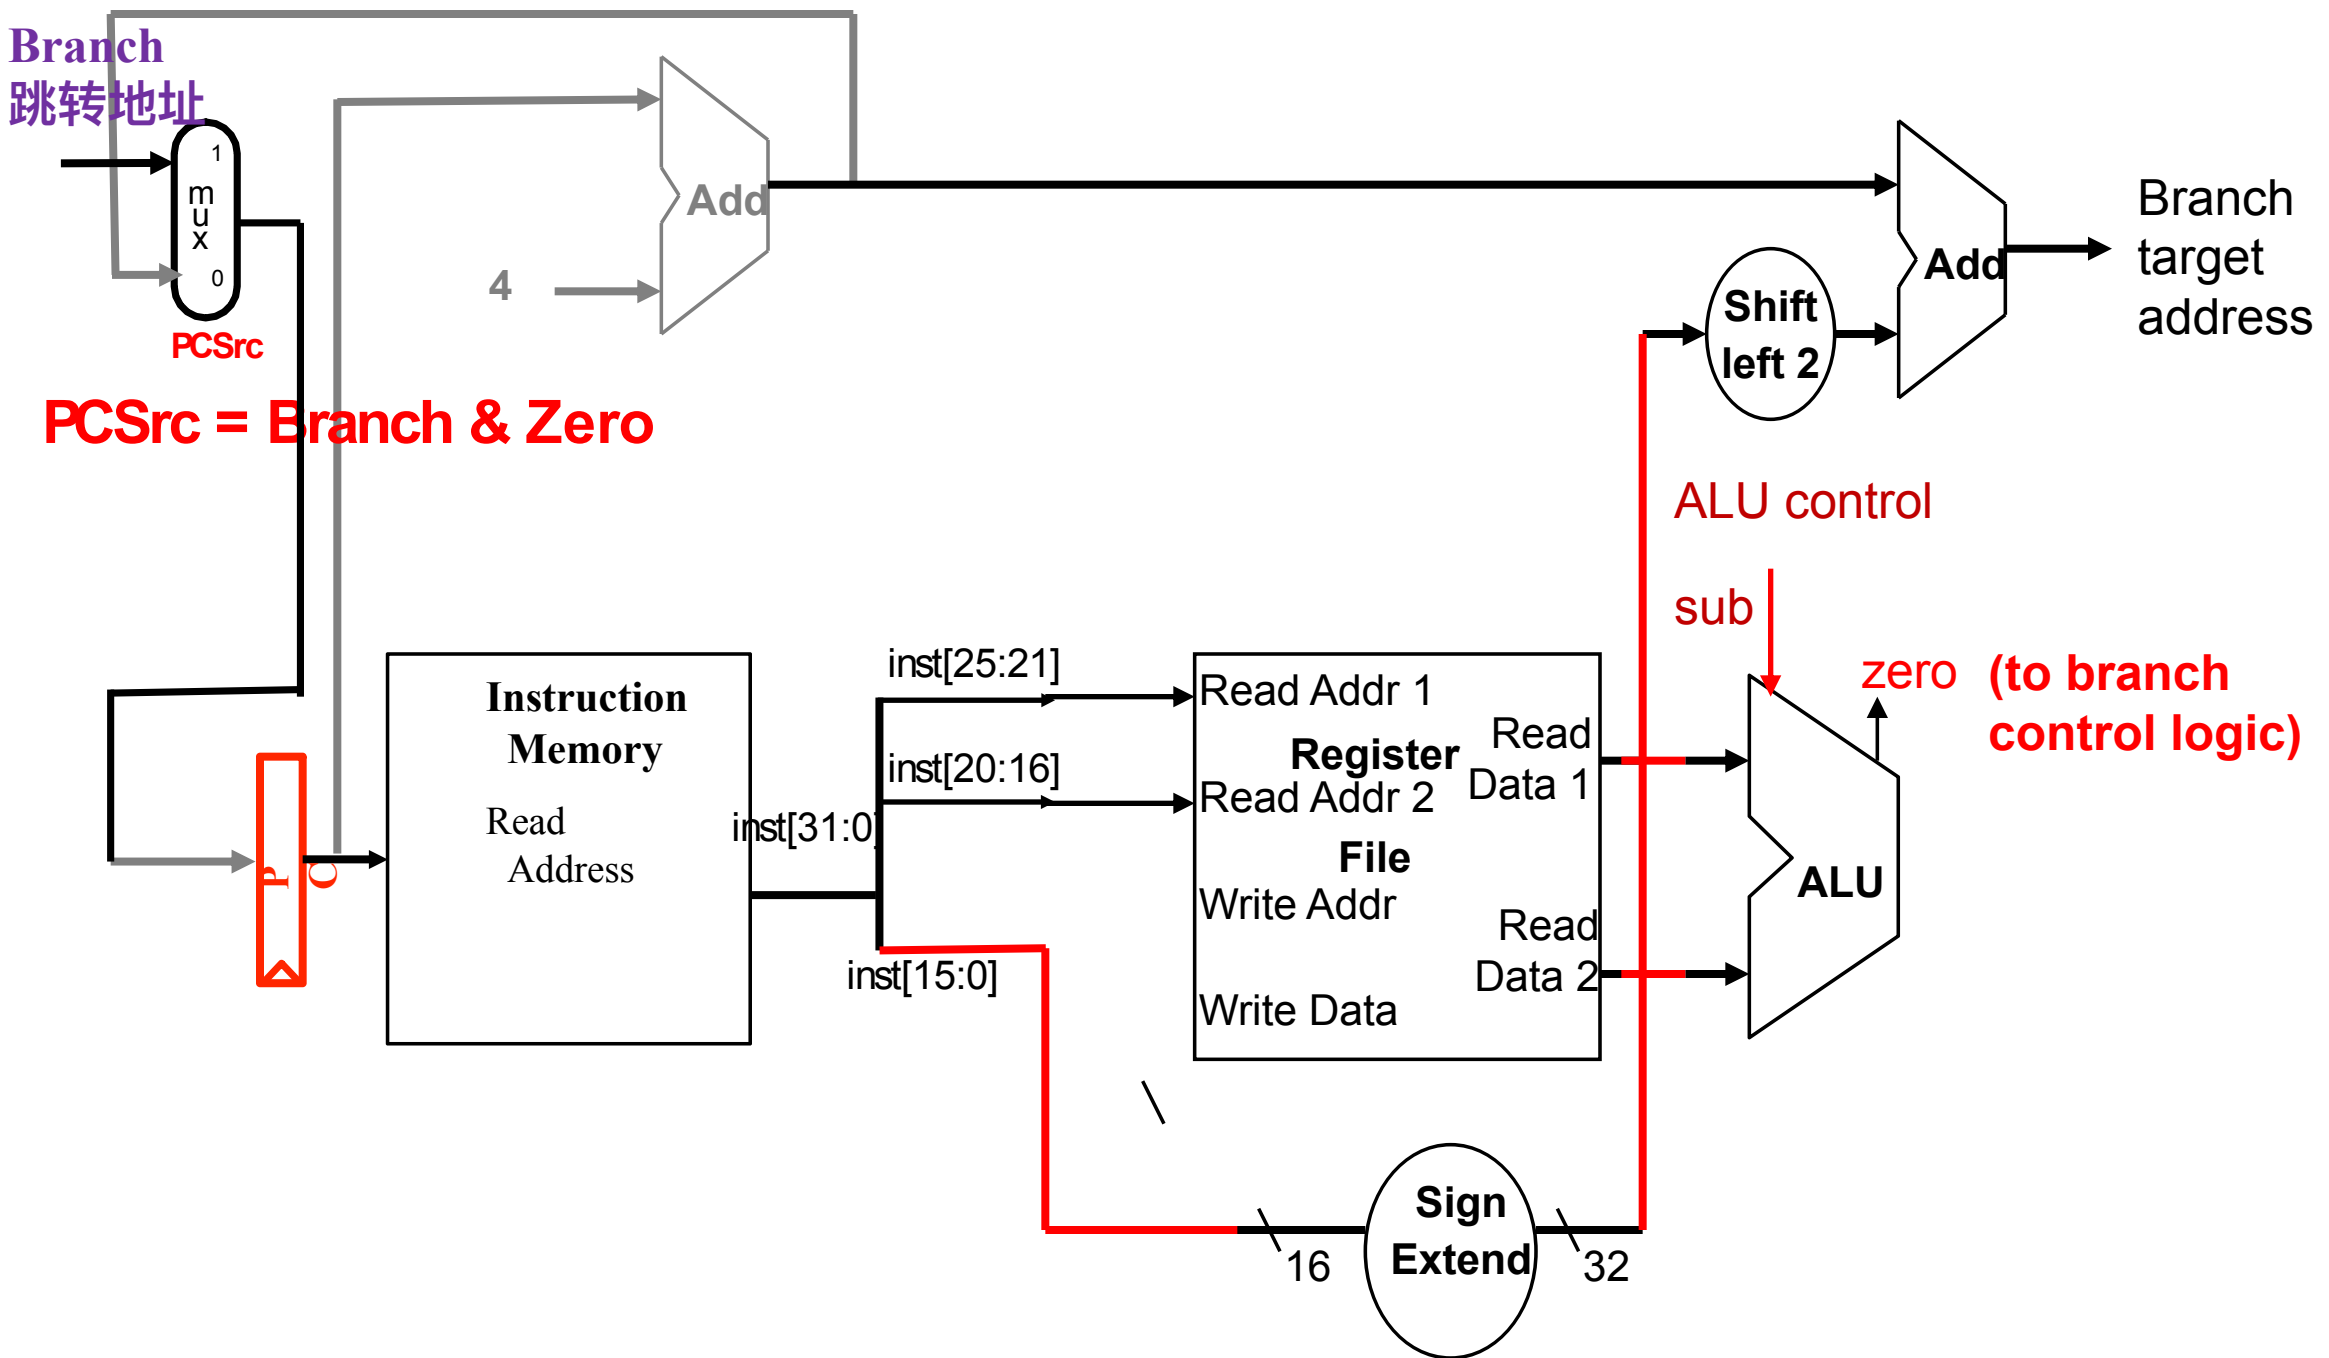 Branch
跳转地址
1
m
u
x
0
PCSrc
PCSrc = Branch & Zero
Add
4
Add
Shift
left 2
Branch
target
address
ALU control
sub
zero
(to branch
control logic)
P
C
Instruction
Memory
Read
Address
inst[31:0]
inst[25:21]
inst[20:16]
inst[15:0]
Read Addr 1
Register
Read Addr 2
File
Write Addr
Write Data
Read
Data 1
Read
Data 2
ALU
Sign
Extend
16
32